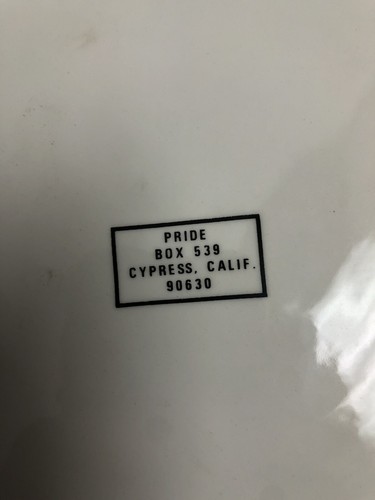 PRIDE
BOX 539
CYPRESS, CALIF.
90630